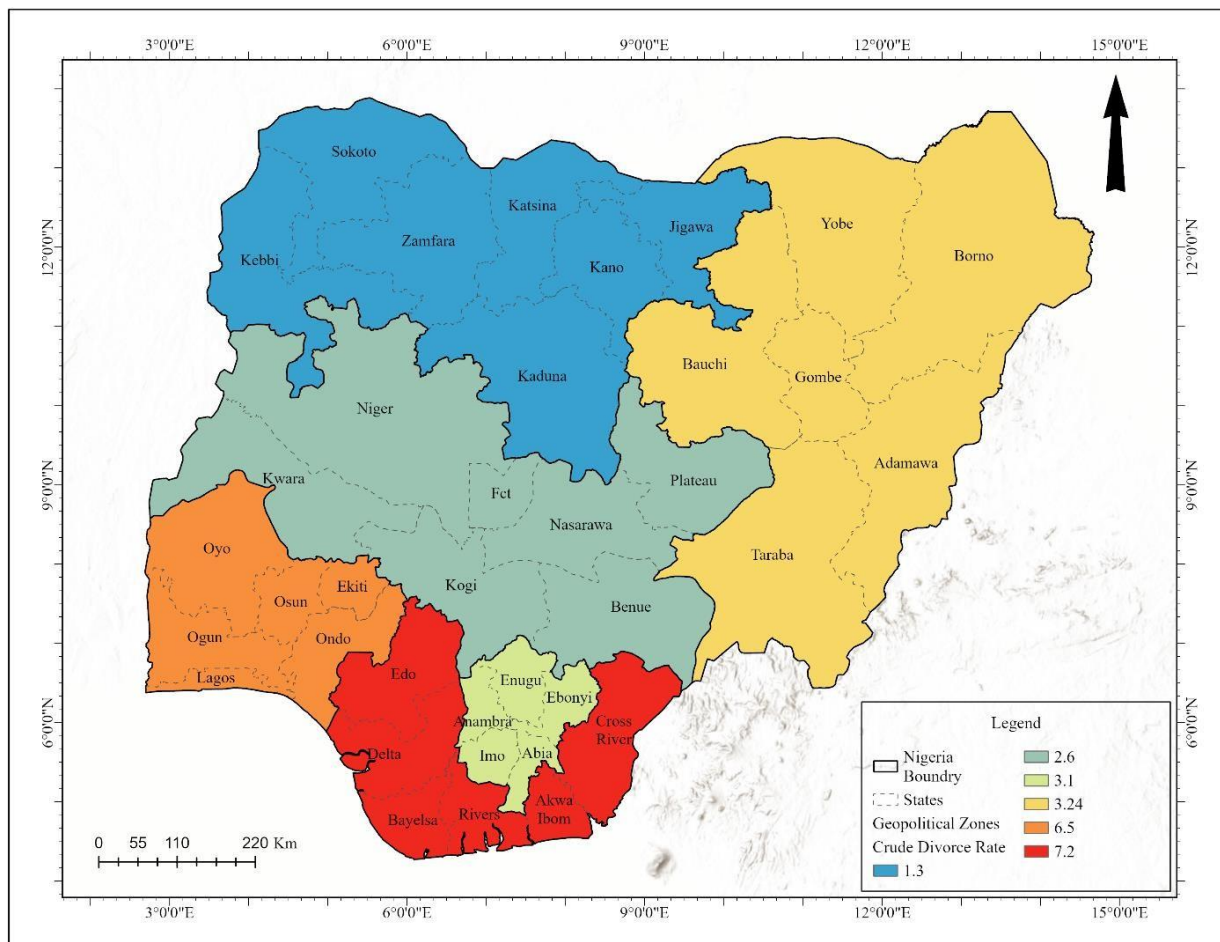 3°0'0"E 6°0'0"E 9°0'0"E 12°0'0"E 15°0'0"E
12°0'0"N
9°0'0"N
6°0'0"N
12°0'0"N
9°0'0"N
6°0'0"N
Sokoto
Katsina
Jigawa
Yobe
Zamfara
Borno
Kebbi
Kano
Bauchi
Gombe
Kaduna
Niger
Adamawa
Kwara
Fct
Plateau
Nasarawa
Oyo
Taraba
Kogi
Ekiti
Osun
Benue
Ogun
Ondo
Lagos
Edo
Enugu
Ebonyi
Anambra
Cross
River
Delta
Imo
Abia
Bayelsa
Rivers
Akwa
Ibom
0 55 110 220 Km
Legend
Nigeria
Boundry
States
Geopolitical Zones
Crude Divorce Rate
1.3
2.6
3.1
3.24
6.5
7.2
3°0'0"E 6°0'0"E 9°0'0"E 12°0'0"E 15°0'0"E